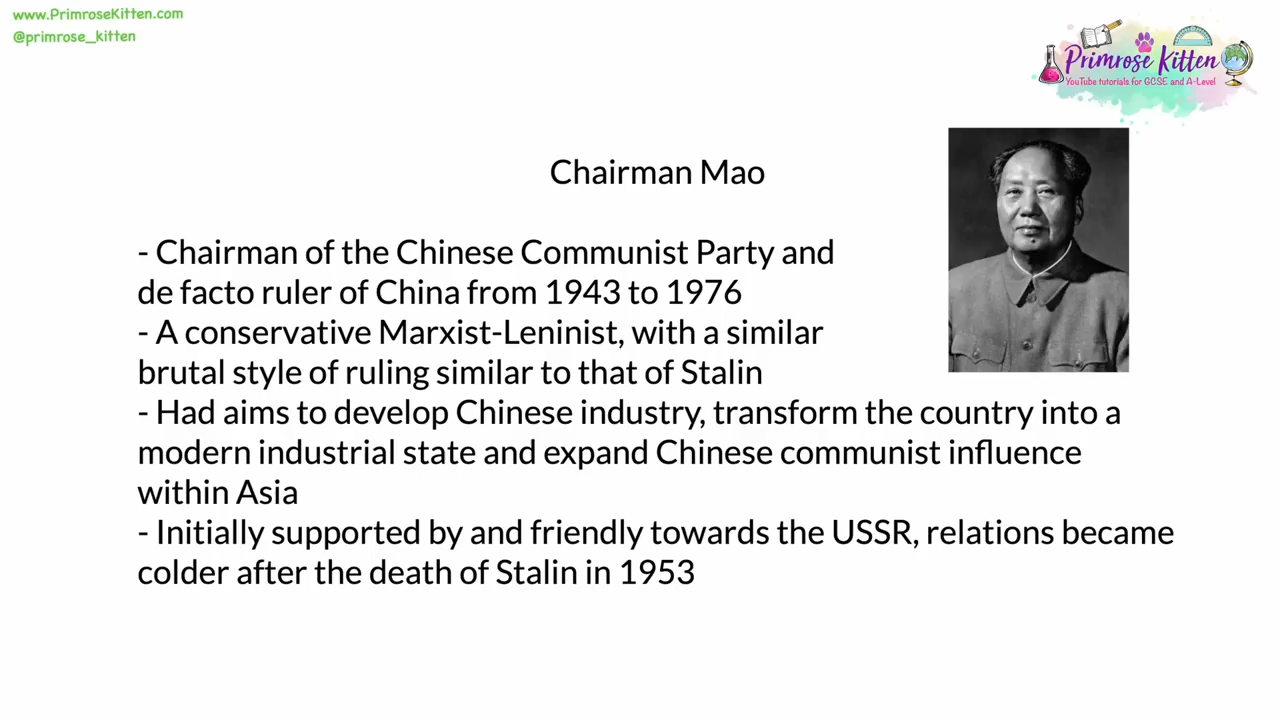 www.PrimroseKitten.com
@primrose_kitten
Primrose Kitten
YouTube tutorials for GCSE and A-Level
Chairman Mao
- Chairman of the Chinese Communist Party and
de facto ruler of China from 1943 to 1976
- A conservative Marxist-Leninist, with a similar
brutal style of ruling similar to that of Stalin
- Had aims to develop Chinese industry, transform the country into a
modern industrial state and expand Chinese communist influence
within Asia
- Initially supported by and friendly towards the USSR, relations became
colder after the death of Stalin in 1953